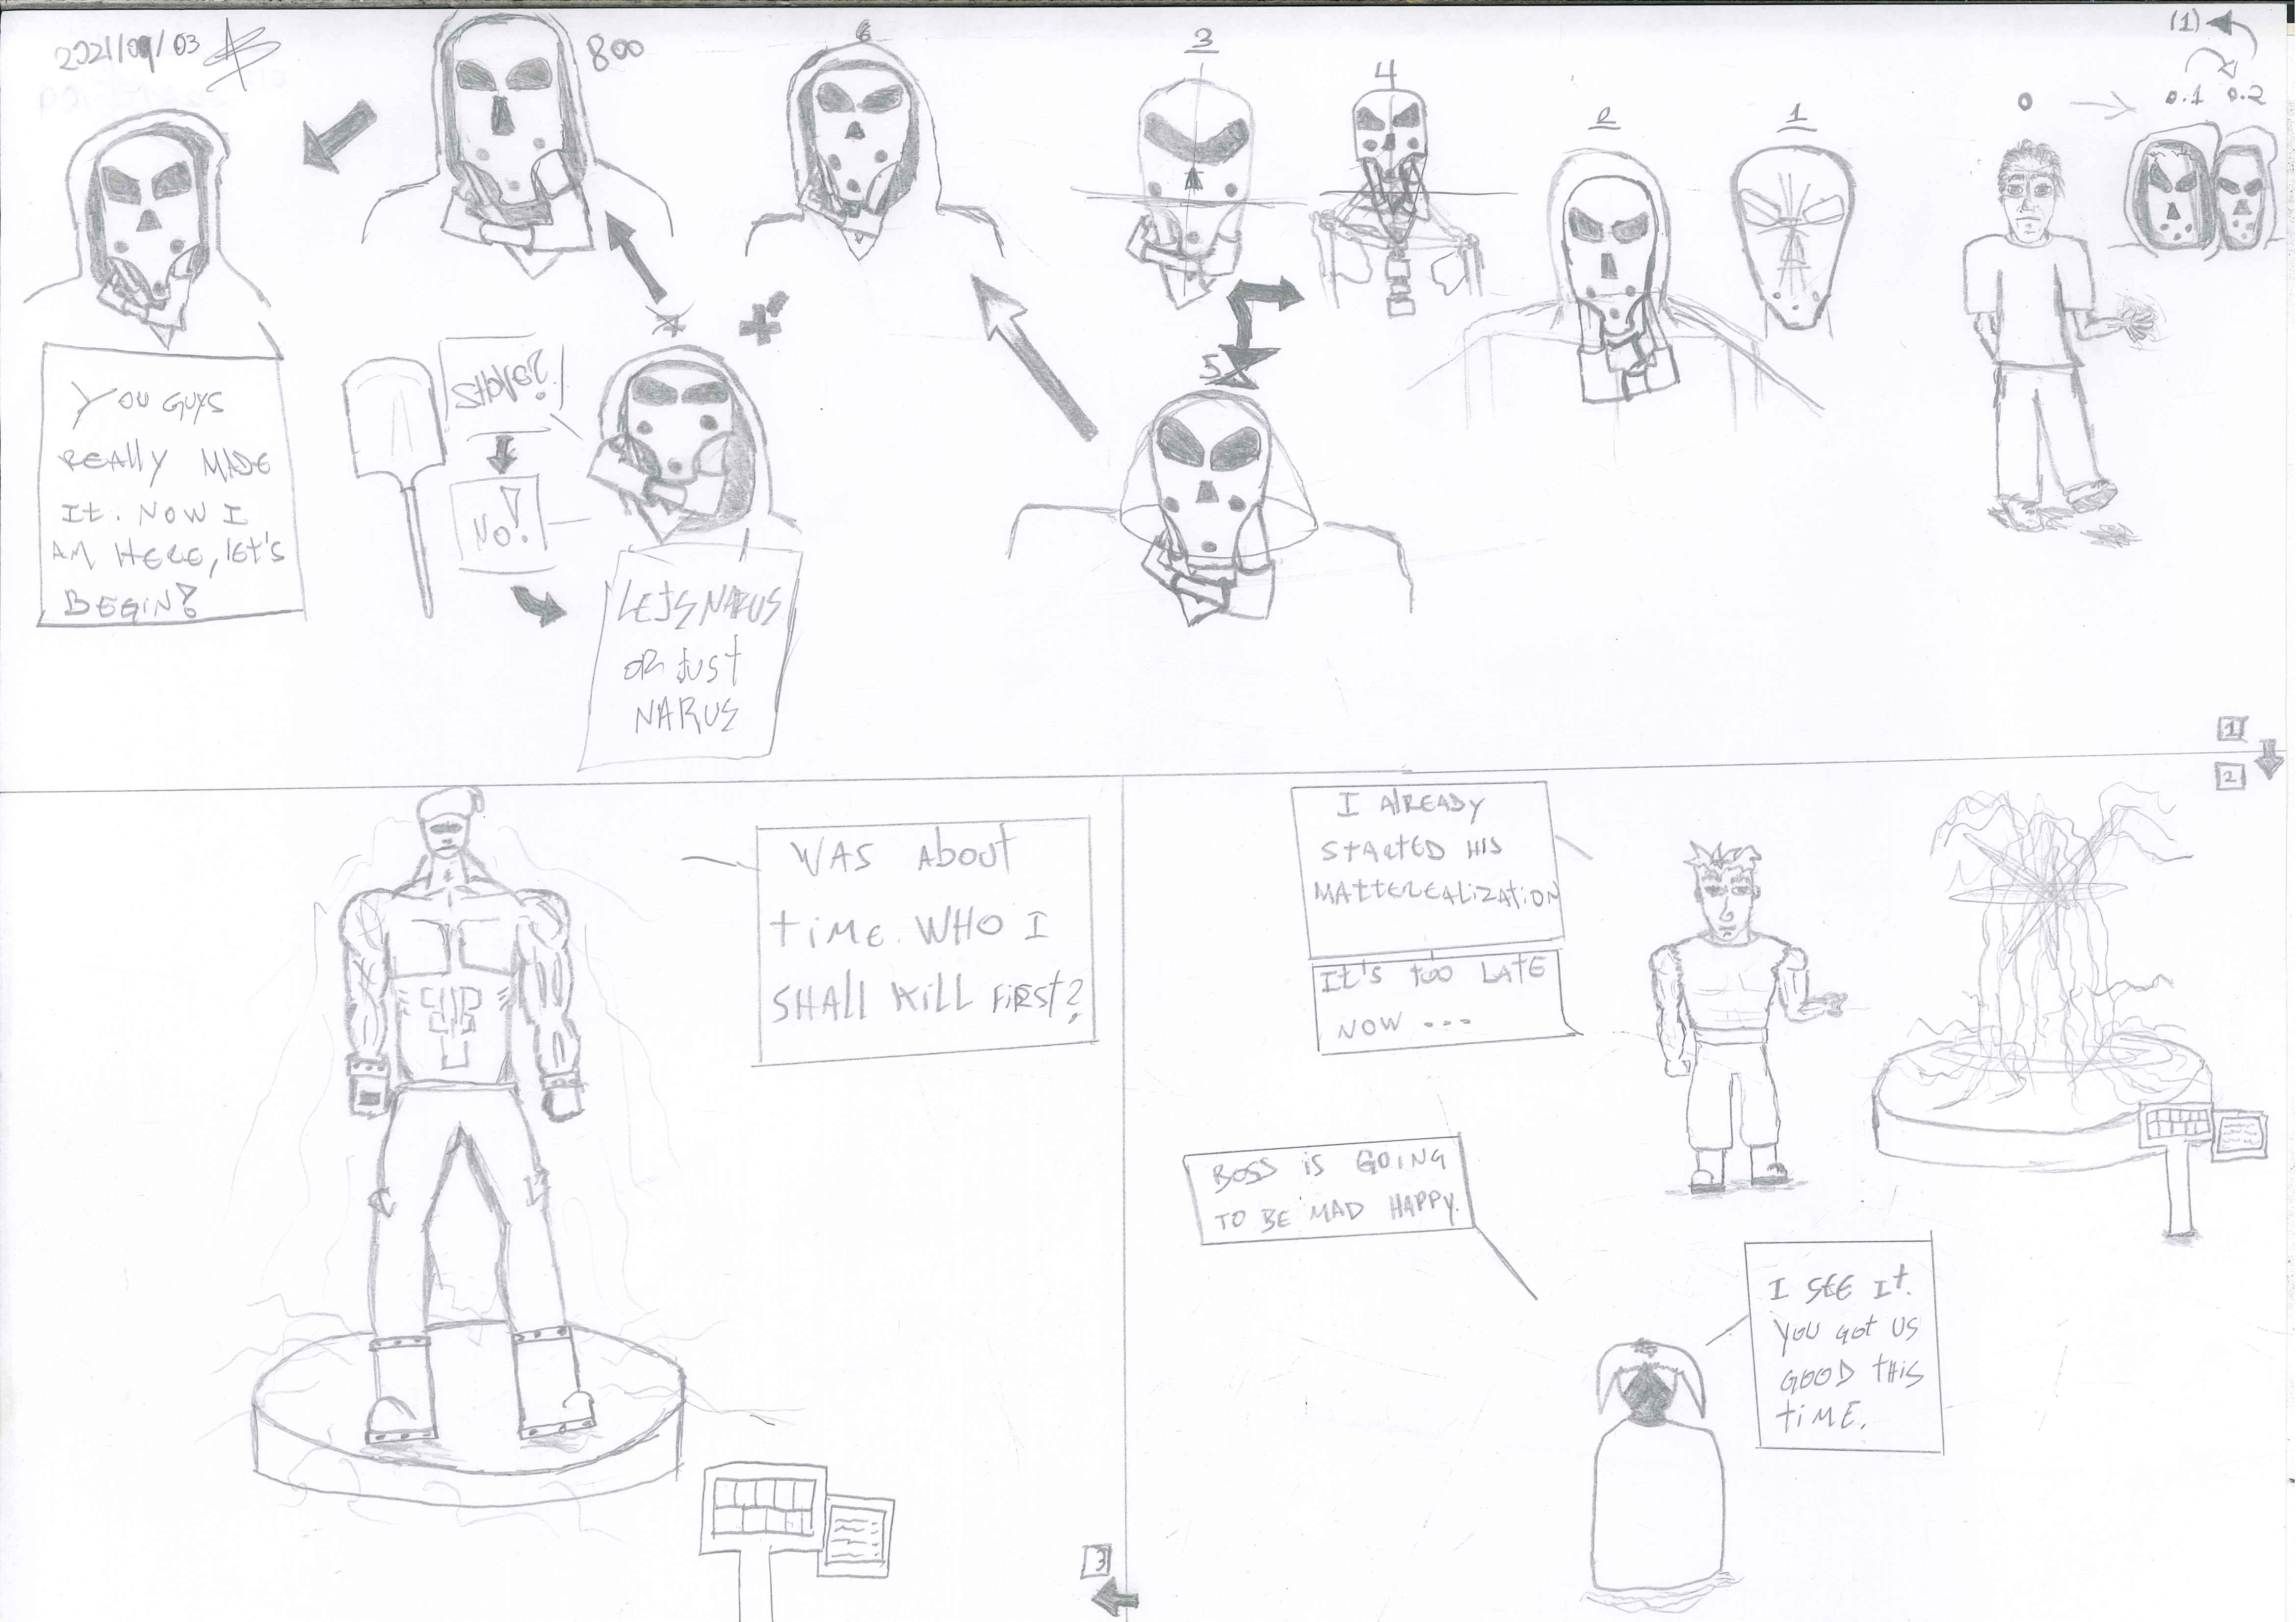 2021/09/03
(1)
0
0.1 0.2
1
2
3
4
5
6
800
NO!
LEJSNARUS
OR JUST
NARUS
YOU GUYS
REALLY MADE
IT. NOW I
AM HERE, LET'S
BEGIN?
1
2
I ALREADY
STARTED HIS
MATTEREALIZATION
IT'S TOO LATE
NOW ...
BOSS IS GOING
TO BE MAD HAPPY.
I SEE IT.
YOU GOT US
GOOD THIS
TIME.
3
WAS ABOUT
TIME. WHO I
SHALL KILL FIRST?